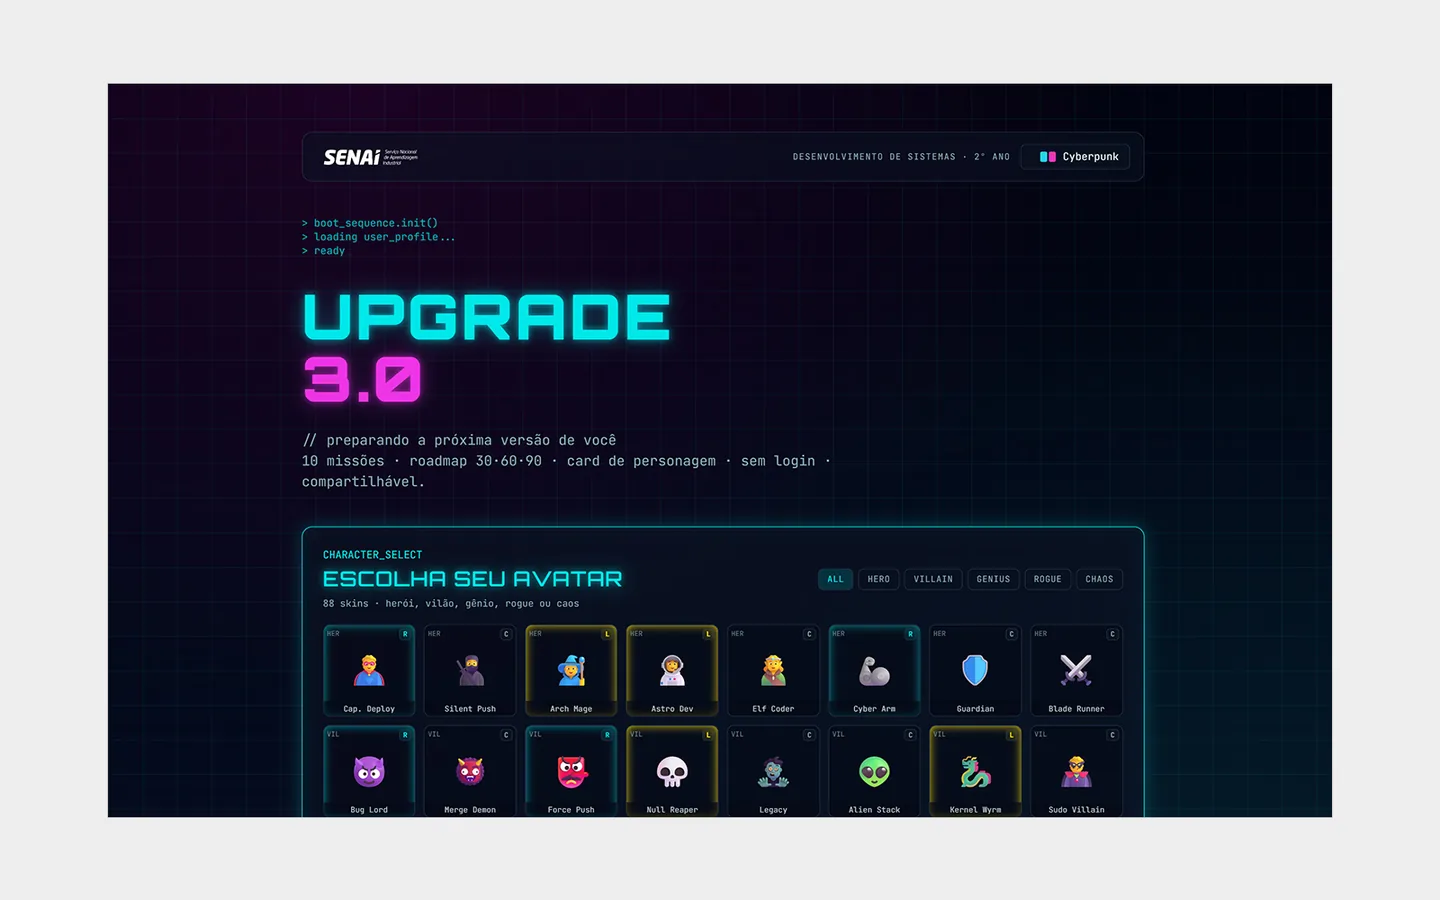 SENAI
Serviço Nacional
de Aprendizagem
Industrial
DESENVOLVIMENTO DE SISTEMAS · 2° ANO
Cyberpunk
> boot_sequence.init()
> loading user_profile...
> ready
UPGRADE
3.0
// preparando a próxima versão de você
10 missões · roadmap 30·60·90 · card de personagem · sem login ·
compartilhável.
CHARACTER_SELECT
ESCOLHA SEU AVATAR
88 skins · herói, vilão, gênio, rogue ou caos
ALL HERO VILLAIN GENIUS ROGUE CHAOS
HER R HER C HER L HER L HER C HER R HER C HER C
Cap. Deploy Silent Push Arch Mage Astro Dev Elf Coder Cyber Arm Guardian Blade Runner
VIL R VIL C VIL R VIL L VIL C VIL C VIL L VIL C
Bug Lord Merge Demon Force Push Null Reaper Legacy Alien Stack Kernel Wyrm Sudo Villain